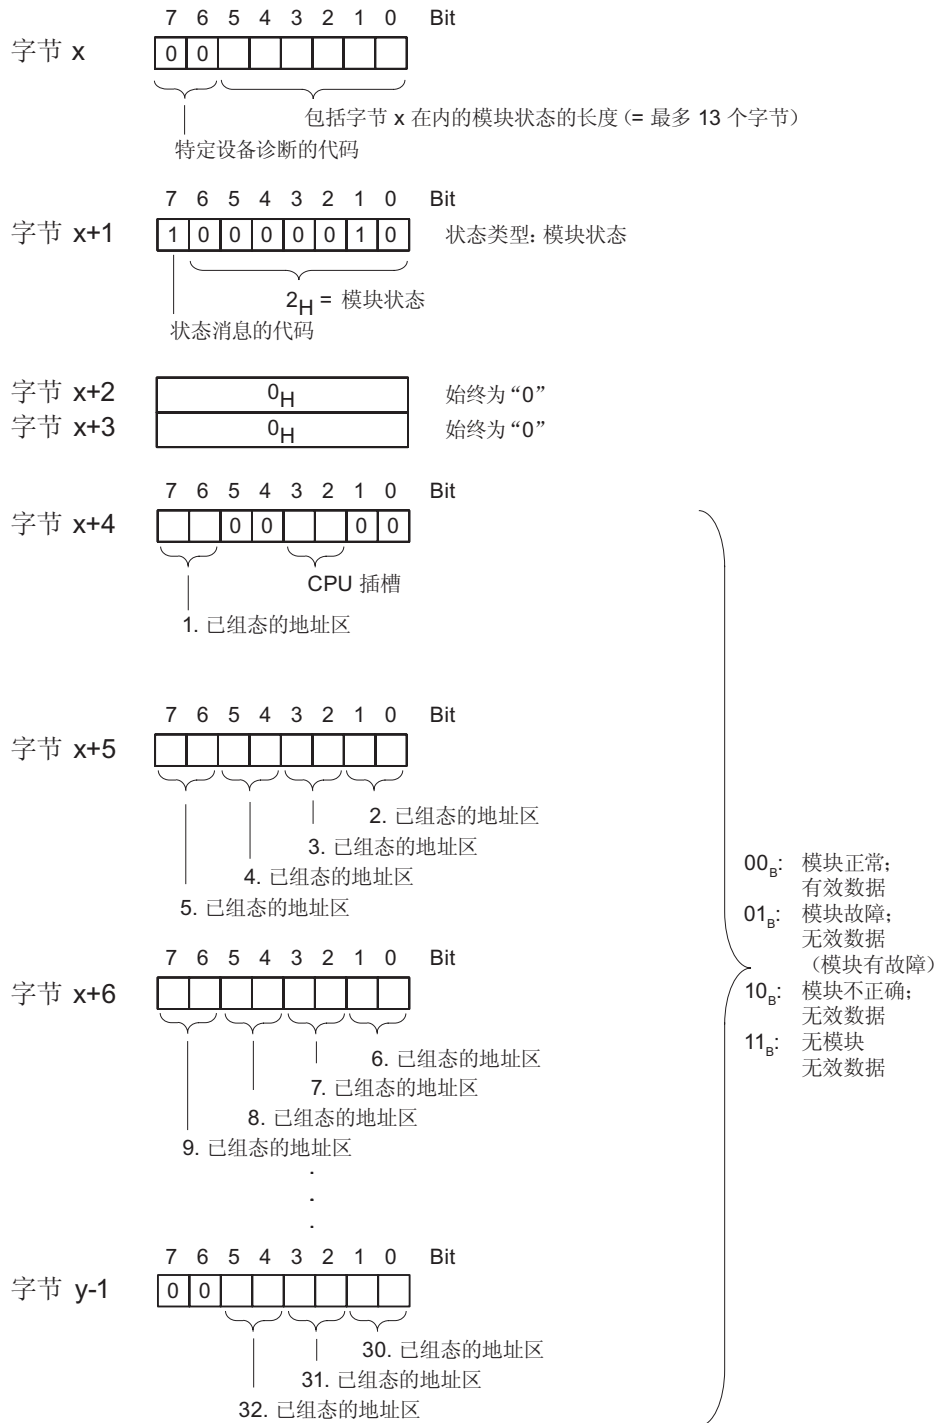 7 6 5 4 3 2 1 0 Bit
字节 x 0 0
包括字节 x 在内的模块状态的长度 (= 最多 13 个字节)
特定设备诊断的代码
7 6 5 4 3 2 1 0 Bit
字节 x+1 1 0 0 0 0 0 1 0 状态类型: 模块状态
2H = 模块状态
状态消息的代码
字节 x+2 0H 始终为“0”
字节 x+3 0H 始终为“0”
7 6 5 4 3 2 1 0 Bit
字节 x+4 0 0 0 0
CPU 插槽
1. 已组态的地址区
7 6 5 4 3 2 1 0 Bit
字节 x+5
2. 已组态的地址区
3. 已组态的地址区
4. 已组态的地址区
5. 已组态的地址区
7 6 5 4 3 2 1 0 Bit
字节 x+6
6. 已组态的地址区
7. 已组态的地址区
8. 已组态的地址区
9. 已组态的地址区
.
.
.
7 6 5 4 3 2 1 0 Bit
字节 y-1 0 0
30. 已组态的地址区
31. 已组态的地址区
32. 已组态的地址区
00B: 模块正常;
有效数据
01B: 模块故障;
无效数据
(模块有故障)
10B: 模块不正确;
无效数据
11B: 无模块
无效数据